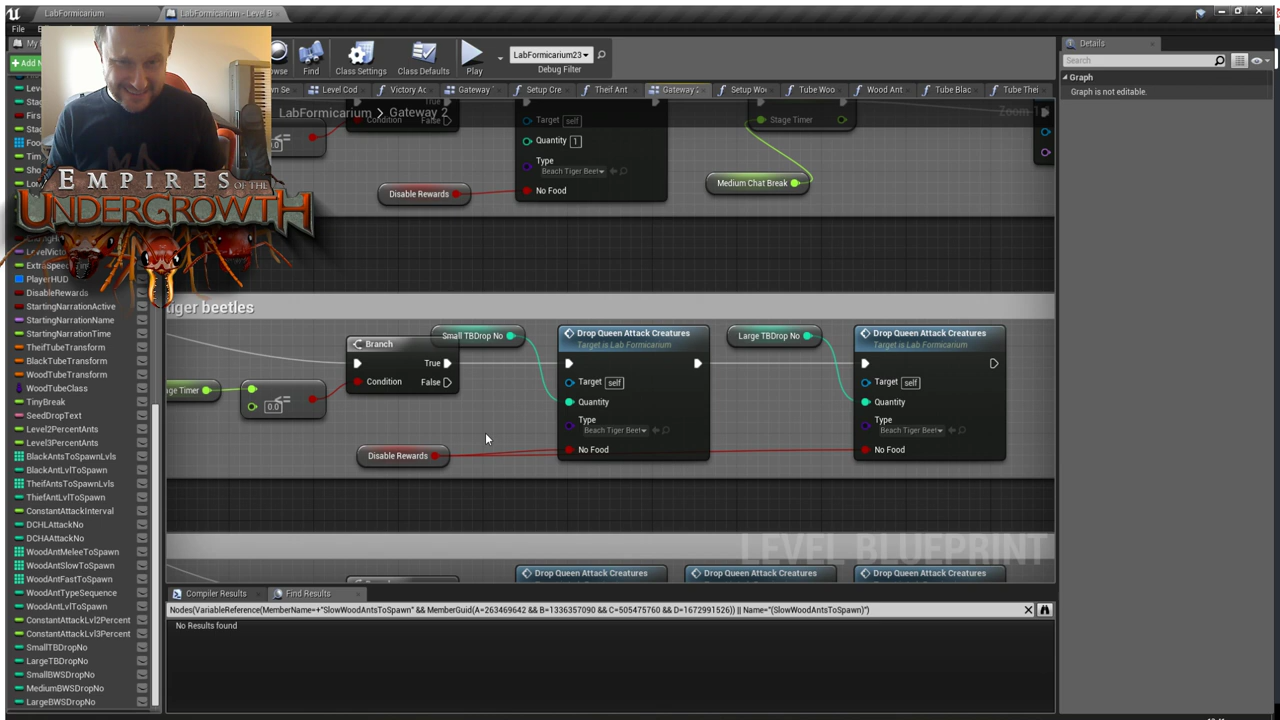 LabFormicarium
LabFormicarium - Level B
File
Add
Find
Class Settings
Class Defaults
Play
LabFormicarium23
Debug Filter
Details
Search
Graph
Graph is not editable.
Level Cod
Victory Ac
Gateway
Setup Cre
Theif Ant
Gateway 2
Setup Woo
Tube Woo
Wood Ant
Tube Blac
Tube Thei
LabFormicarium > Gateway 2
EMPIRES OF THE
UNDERGROWTH
Condition
False
Target self
Quantity 1
Type
Beach Tiger Beet
No Food
Disable Rewards
Stage Timer
Medium Chat Break
tiger beetles
Branch
True
Condition
False
0.0
Disable Rewards
Small TBDrop No
Drop Queen Attack Creatures
Target is Lab Formicarium
Target self
Quantity
Type
Beach Tiger Beet
No Food
Large TBDrop No
Drop Queen Attack Creatures
Target is Lab Formicarium
Target self
Quantity
Type
Beach Tiger Beet
No Food
LEVEL BLUEPRINT
Drop Queen Attack Creatures
Drop Queen Attack Creatures
Drop Queen Attack Creatures
ExtraSpeed
PlayerHUD
DisableRewards
StartingNarrationActive
StartingNarrationName
StartingNarrationTime
TheifTubeTransform
BlackTubeTransform
WoodTubeTransform
WoodTubeClass
TinyBreak
SeedDropText
Level2PercentAnts
Level3PercentAnts
BlackAntsToSpawnLvls
BlackAntLvlToSpawn
TheifAntsToSpawnLvls
ThiefAntLvlToSpawn
ConstantAttackInterval
DCHLAttackNo
DCHAAttackNo
WoodAntMeleeToSpawn
WoodAntSlowToSpawn
WoodAntFastToSpawn
WoodAntTypeSequence
WoodAntLvlToSpawn
ConstantAttackLvl2Percent
ConstantAttackLvl3Percent
SmallTBDropNo
LargeTBDropNo
SmallBWSDropNo
MediumBWSDropNo
LargeBWSDropNo
Compiler Results
Find Results
Nodes(VariableReference(MemberName=+"SlowWoodAntsToSpawn" && MemberGuid(A=263469642 && B=1336357090 && C=505475760 && D=1672991526)) || Name="(SlowWoodAntsToSpawn)")
No Results found